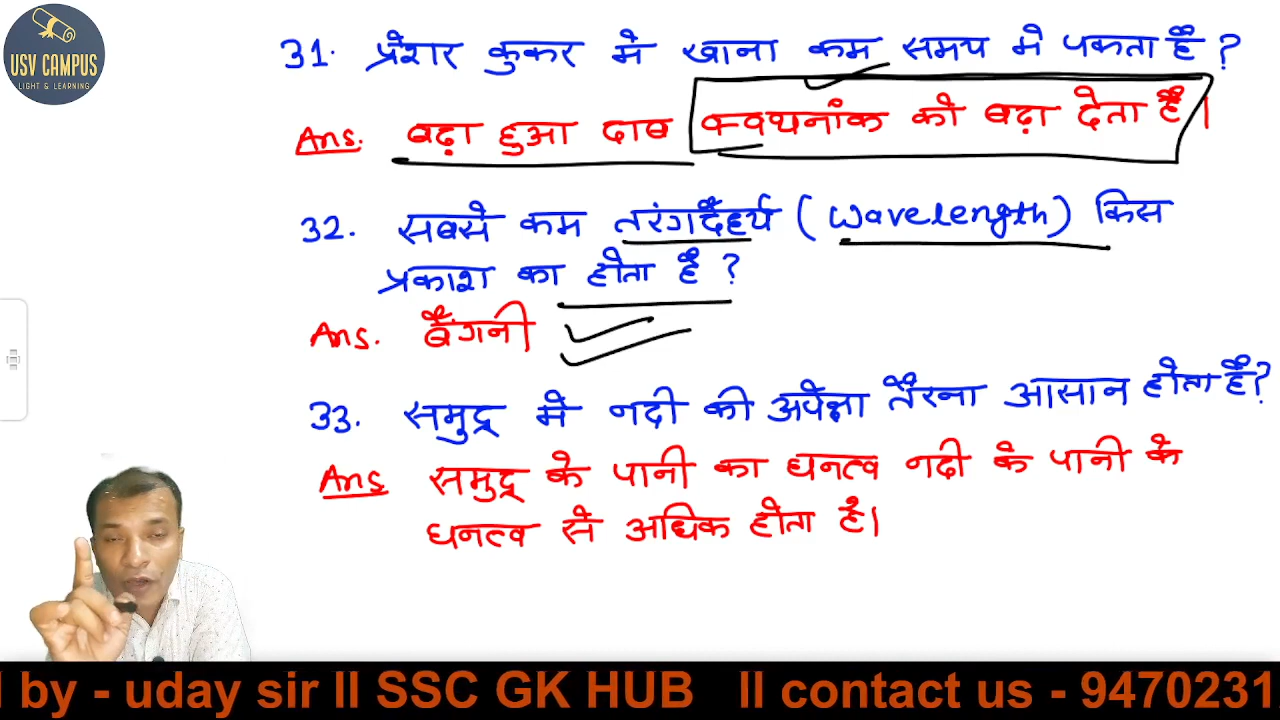 USV CAMPUS
LIGHT & LEARNING
31. प्रेशर कुकर मे खाना कम समय मे पकता है ?
Ans. बढ़ा हुआ दाब क्वथनांक को बढ़ा देता है।
32. सबसे कम तरंगदैर्ध्य (Wavelength) किस
प्रकाश का होता है ?
Ans. बैंगनी
33. समुद्र मे नदी की अपेक्षा तैरना आसान होता है?
Ans समुद्र के पानी का घनत्व नदी के पानी के
घनत्व से अधिक होता है।
l by - uday sir ll SSC GK HUB ll contact us - 9470231